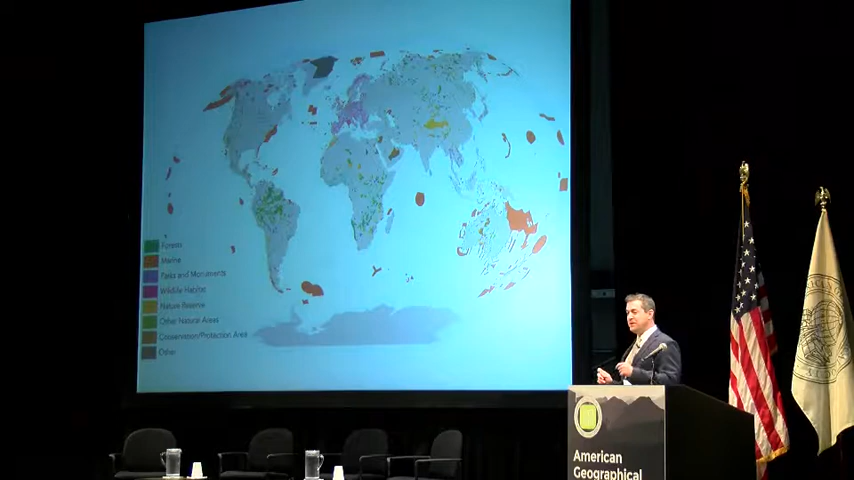 Forests
Marine
Parks and Monuments
Wildlife Habitat
Nature Reserve
Other Natural Areas
Conservation/Protection Area
Other
American
Geographical